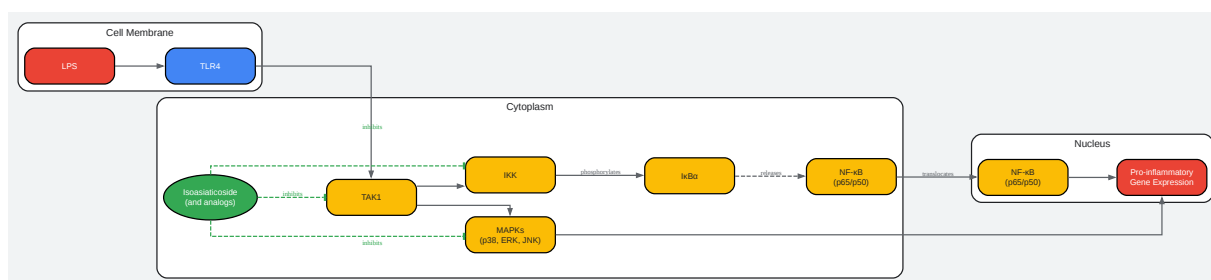 Cell Membrane
LPS
TLR4
Cytoplasm
inhibits
Isoasiaticoside
(and analogs)
inhibits
TAK1
inhibits
IKK
phosphorylates
IκBα
releases
NF-κB
(p65/p50)
MAPKs
(p38, ERK, JNK)
translocates
Nucleus
NF-κB
(p65/p50)
Pro-inflammatory
Gene Expression